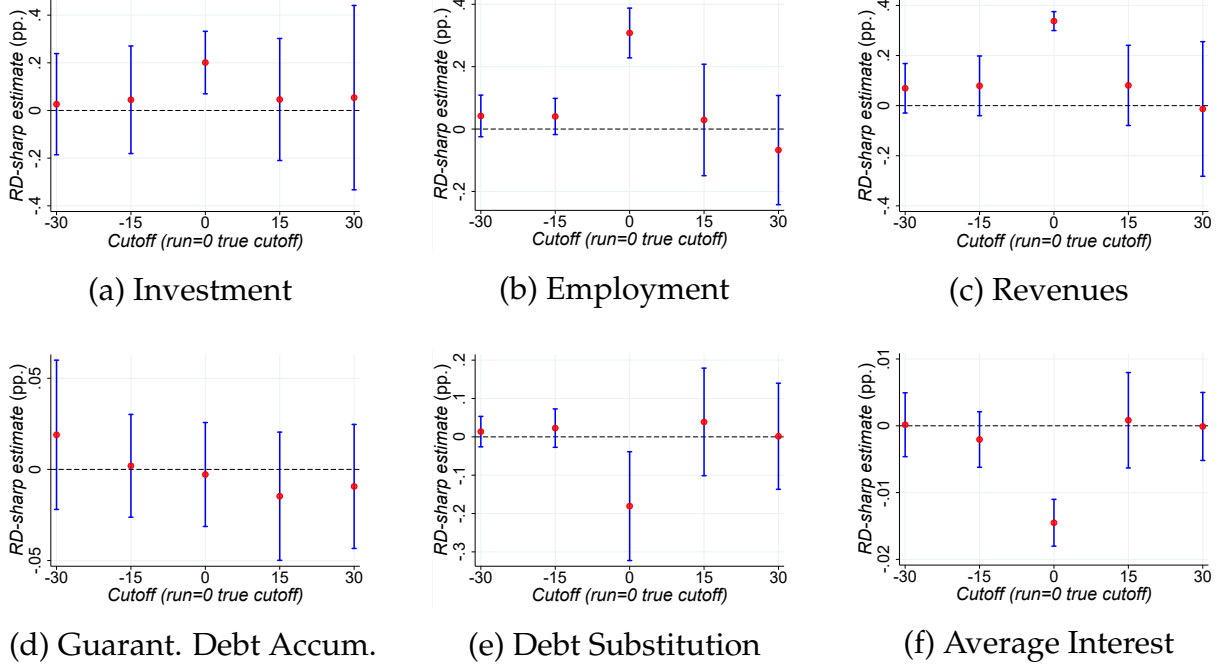 RD-sharp estimate (pp.)
.4
.2
0
-.2
-.4
-30 -15 0 15 30
Cutoff (run=0 true cutoff)
(a) Investment
RD-sharp estimate (pp.)
.4
.2
0
-.2
-30 -15 0 15 30
Cutoff (run=0 true cutoff)
(b) Employment
RD-sharp estimate (pp.)
.4
.2
0
-.2
-.4
-30 -15 0 15 30
Cutoff (run=0 true cutoff)
(c) Revenues
RD-sharp estimate (pp.)
.05
0
-.05
-30 -15 0 15 30
Cutoff (run=0 true cutoff)
(d) Guarant. Debt Accum.
RD-sharp estimate (pp.)
.2
.1
0
-.1
-.2
-.3
-30 -15 0 15 30
Cutoff (run=0 true cutoff)
(e) Debt Substitution
RD-sharp estimate (pp.)
.01
0
-.01
-.02
-30 -15 0 15 30
Cutoff (run=0 true cutoff)
(f) Average Interest